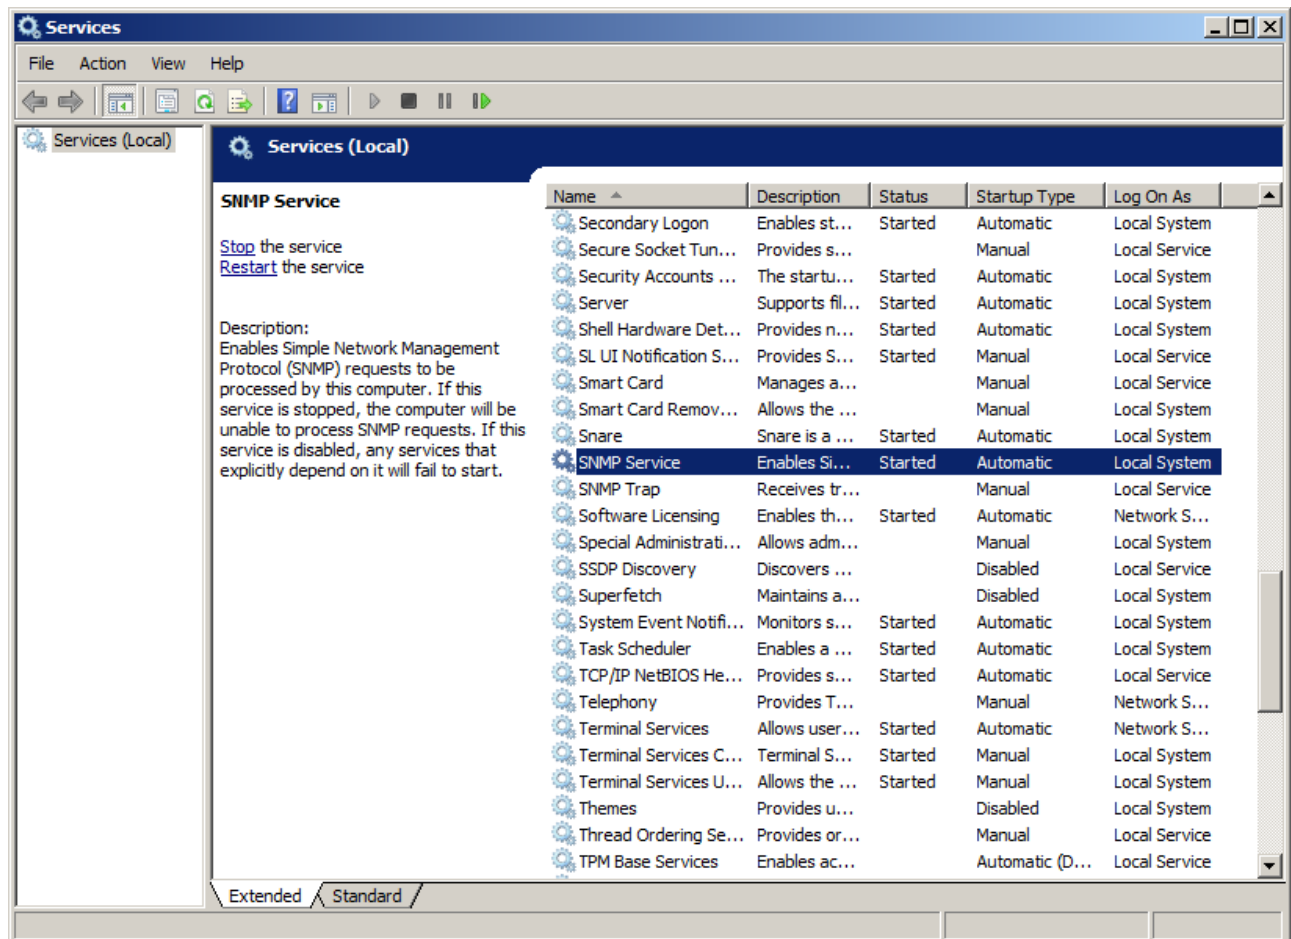 Services
File Action View Help
Services (Local)
Services (Local)
SNMP Service
Stop the service
Restart the service
Description:
Enables Simple Network Management
Protocol (SNMP) requests to be
processed by this computer. If this
service is stopped, the computer will be
unable to process SNMP requests. If this
service is disabled, any services that
explicitly depend on it will fail to start.
Name Description Status Startup Type Log On As
Secondary Logon Enables st... Started Automatic Local System
Secure Socket Tun... Provides s... Manual Local Service
Security Accounts ... The startu... Started Automatic Local System
Server Supports fil... Started Automatic Local System
Shell Hardware Det... Provides n... Started Automatic Local System
SL UI Notification S... Provides S... Started Manual Local Service
Smart Card Manages a... Manual Local Service
Smart Card Remov... Allows the ... Manual Local System
Snare Snare is a ... Started Automatic Local System
SNMP Service Enables Si... Started Automatic Local System
SNMP Trap Receives tr... Manual Local Service
Software Licensing Enables th... Started Automatic Network S...
Special Administrati... Allows adm... Manual Local System
SSDP Discovery Discovers ... Disabled Local Service
Superfetch Maintains a... Disabled Local System
System Event Notifi... Monitors s... Started Automatic Local System
Task Scheduler Enables a ... Started Automatic Local System
TCP/IP NetBIOS He... Provides s... Started Automatic Local Service
Telephony Provides T... Manual Network S...
Terminal Services Allows user... Started Automatic Network S...
Terminal Services C... Terminal S... Started Manual Local System
Terminal Services U... Allows the ... Started Manual Local System
Themes Provides u... Disabled Local System
Thread Ordering Se... Provides or... Manual Local Service
TPM Base Services Enables ac... Automatic (D... Local Service
Extended Standard